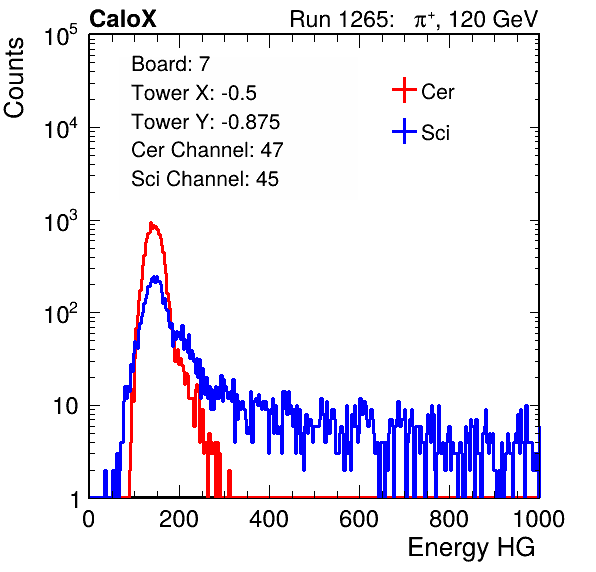 CaloX Run 1265: π⁺, 120 GeV
Counts
10⁵
10⁴
10³
10²
10
1
Board: 7
Tower X: -0.5
Tower Y: -0.875
Cer Channel: 47
Sci Channel: 45
Cer
Sci
0 200 400 600 800 1000
Energy HG